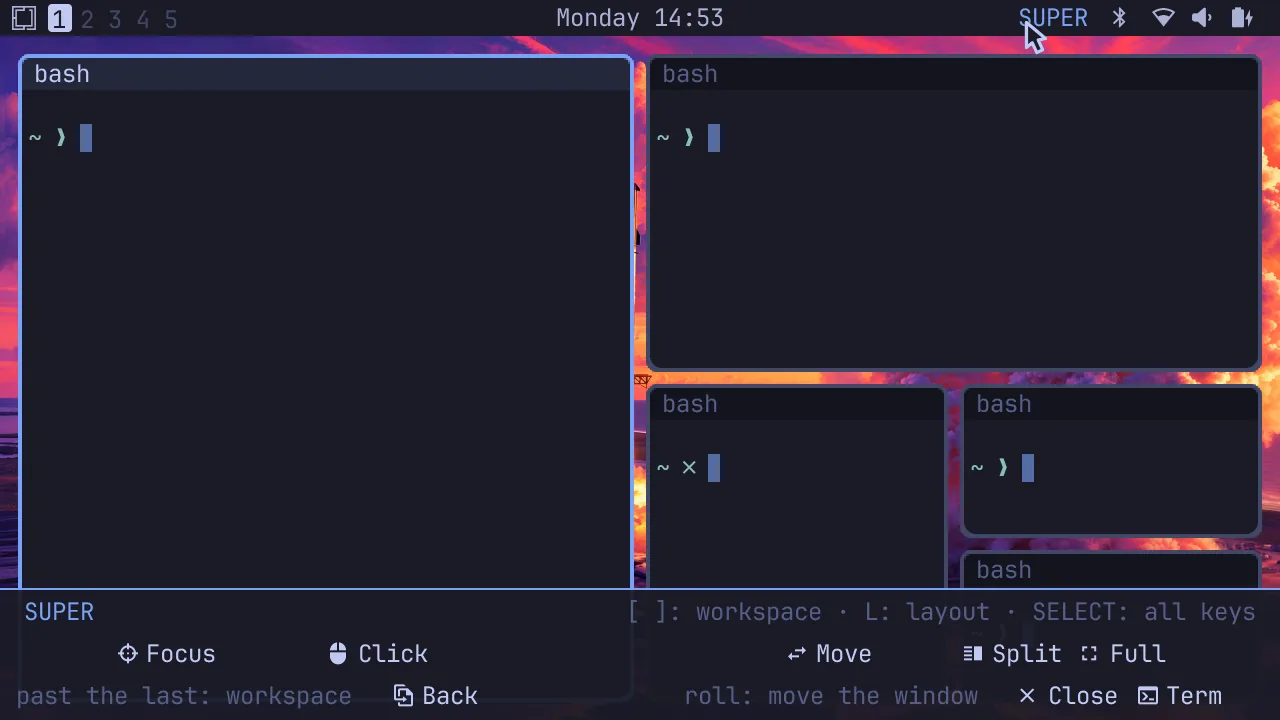 1 2 3 4 5 Monday 14:53 SUPER
bash
~ ❯
bash
~ ❯
bash
~ ×
bash
~ ❯
bash
SUPER [ ]: workspace · L: layout · SELECT: all keys
Focus Click Move Split Full
past the last: workspace Back roll: move the window × Close Term